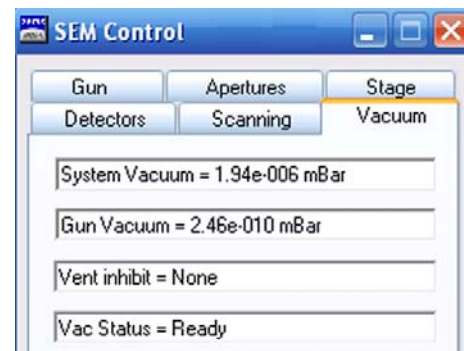 SEM Control
Gun Apertures Stage
Detectors Scanning Vacuum
System Vacuum = 1.94e-006 mBar
Gun Vacuum = 2.46e-010 mBar
Vent inhibit = None
Vac Status = Ready